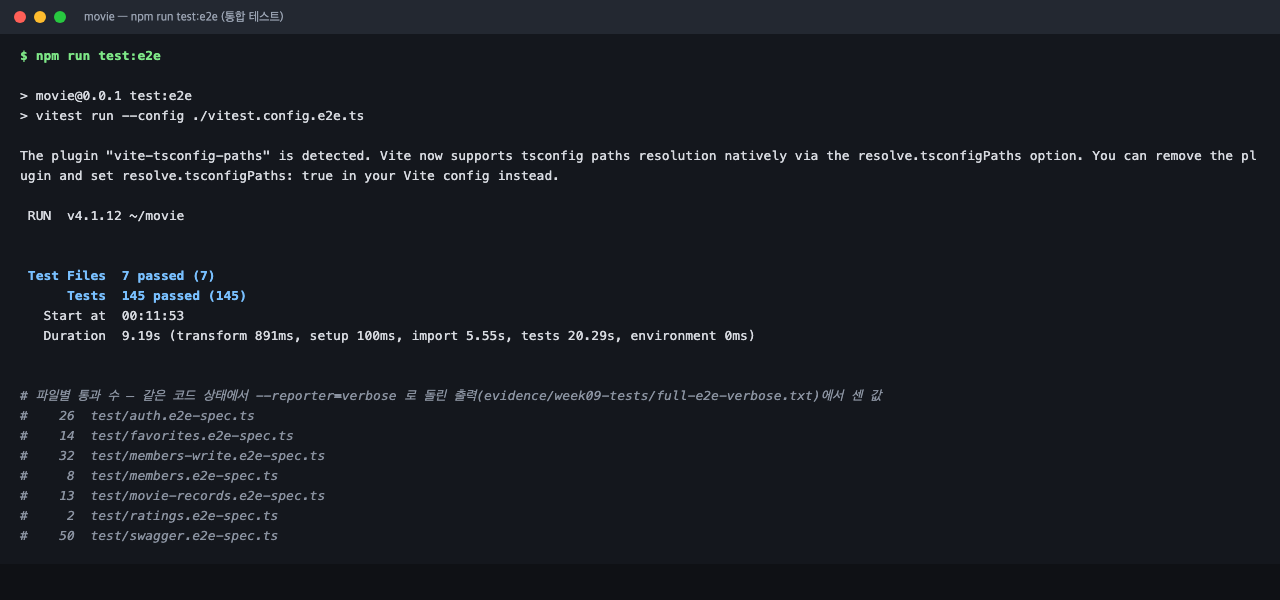 movie — npm run test:e2e (통합 테스트)
$ npm run test:e2e
> movie@0.0.1 test:e2e
> vitest run --config ./vitest.config.e2e.ts
The plugin "vite-tsconfig-paths" is detected. Vite now supports tsconfig paths resolution natively via the resolve.tsconfigPaths option. You can remove the pl
ugin and set resolve.tsconfigPaths: true in your Vite config instead.
RUN  v4.1.12 ~/movie
Test Files  7 passed (7)
Tests  145 passed (145)
Start at  00:11:53
Duration  9.19s (transform 891ms, setup 100ms, import 5.55s, tests 20.29s, environment 0ms)
# 파일별 통과 수 — 같은 코드 상태에서 --reporter=verbose 로 돌린 출력(evidence/week09-tests/full-e2e-verbose.txt)에서 센 값
#    26  test/auth.e2e-spec.ts
#    14  test/favorites.e2e-spec.ts
#    32  test/members-write.e2e-spec.ts
#     8  test/members.e2e-spec.ts
#    13  test/movie-records.e2e-spec.ts
#     2  test/ratings.e2e-spec.ts
#    50  test/swagger.e2e-spec.ts